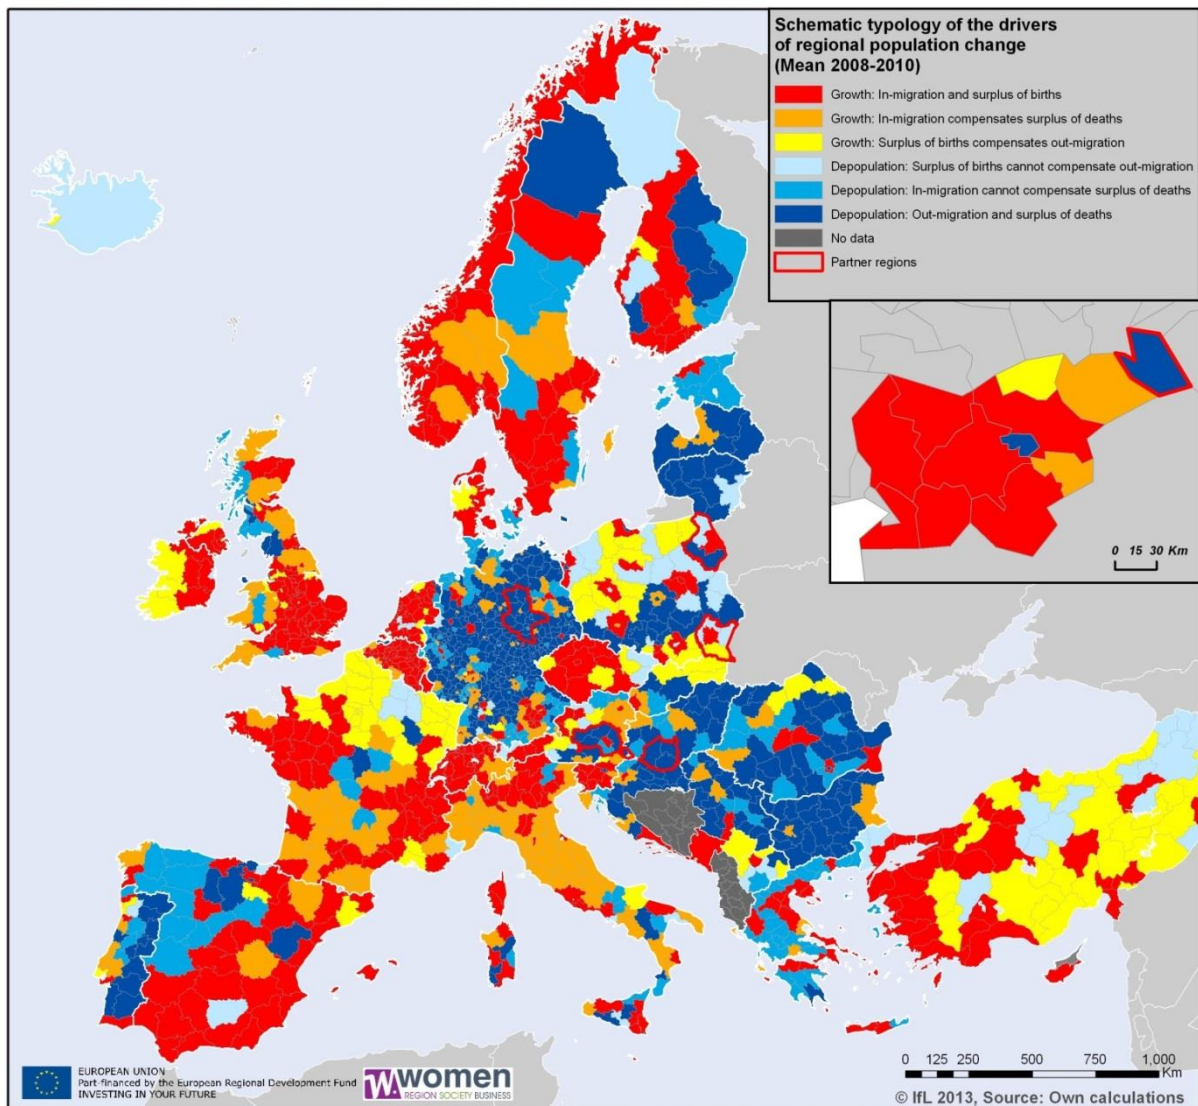 Schematic typology of the drivers
of regional population change
(Mean 2008-2010)
Growth: In-migration and surplus of births
Growth: In-migration compensates surplus of deaths
Growth: Surplus of births compensates out-migration
Depopulation: Surplus of births cannot compensate out-migration
Depopulation: In-migration cannot compensate surplus of deaths
Depopulation: Out-migration and surplus of deaths
No data
Partner regions
0 15 30 Km
EUROPEAN UNION
Part-financed by the European Regional Development Fund
INVESTING IN YOUR FUTURE
W. women
REGION SOCIETY BUSINESS
0 125 250 500 750 1,000
Km
© IfL 2013, Source: Own calculations